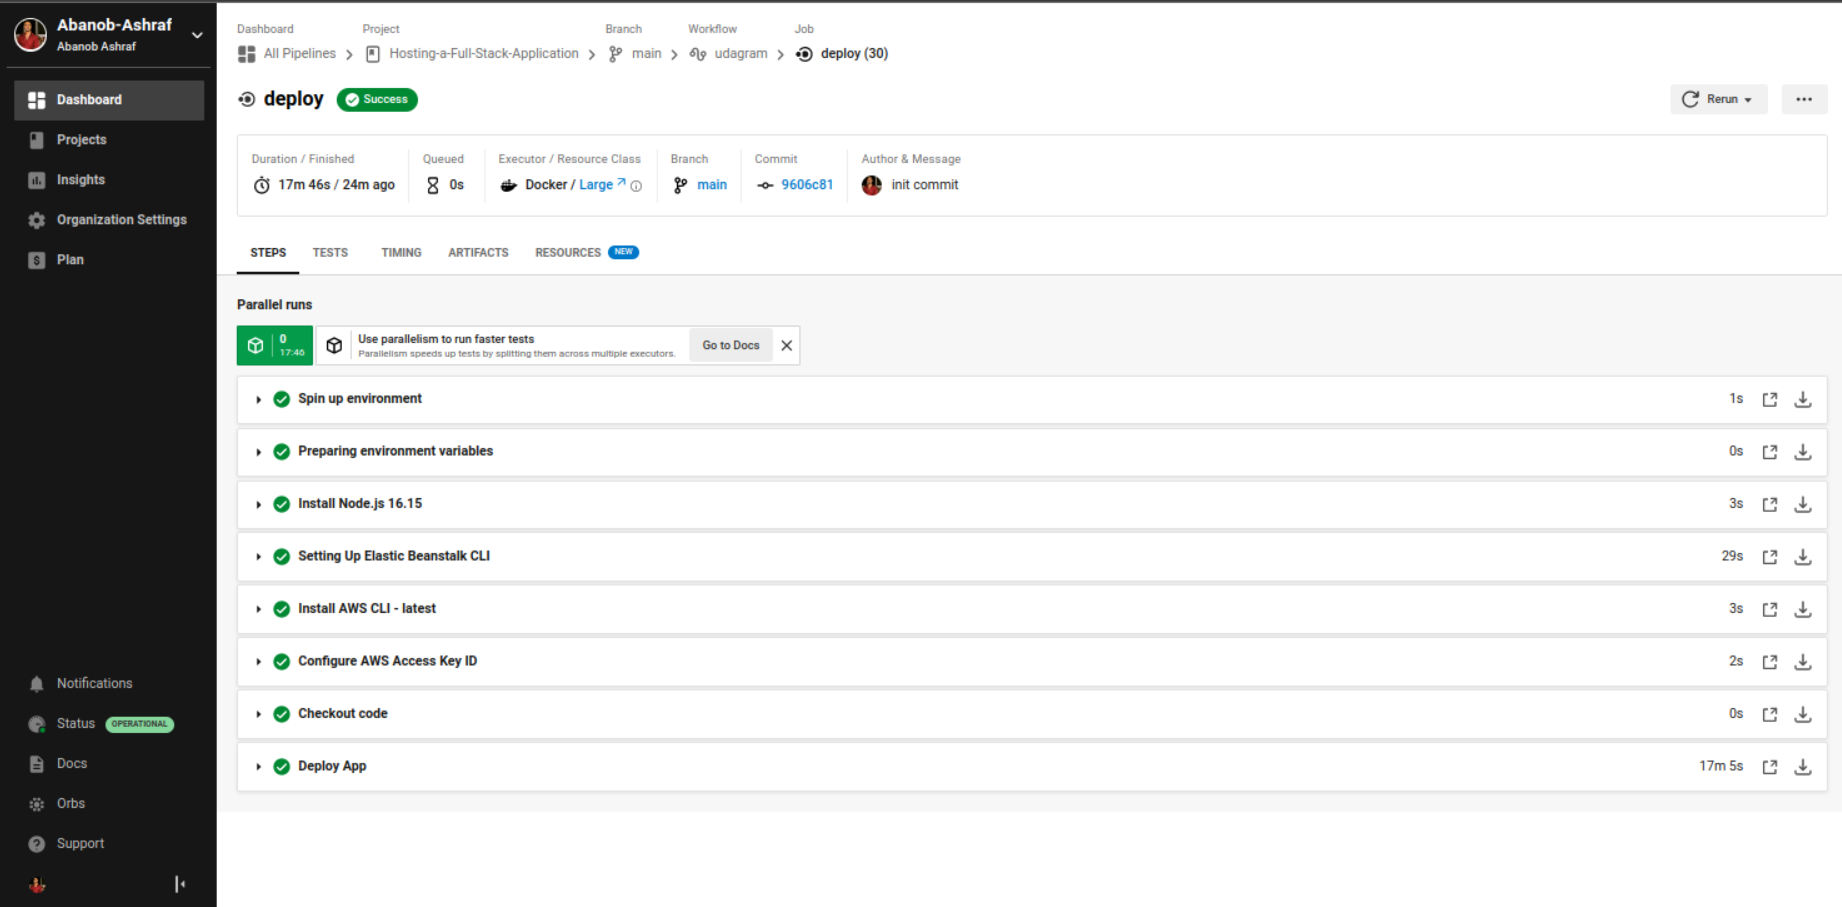 Abanob-Ashraf
Abanob Ashraf
Dashboard
Projects
Insights
Organization Settings
Plan
Notifications
Status OPERATIONAL
Docs
Orbs
Support
Dashboard Project Branch Workflow Job
All Pipelines Hosting-a-Full-Stack-Application main udagram deploy (30)
deploy Success Rerun
Duration / Finished Queued Executor / Resource Class Branch Commit Author & Message
17m 46s / 24m ago 0s Docker / Large main 9606c81 init commit
STEPS TESTS TIMING ARTIFACTS RESOURCES NEW
Parallel runs
0
17:46
Use parallelism to run faster tests
Parallelism speeds up tests by splitting them across multiple executors.
Go to Docs
Spin up environment 1s
Preparing environment variables 0s
Install Node.js 16.15 3s
Setting Up Elastic Beanstalk CLI 29s
Install AWS CLI - latest 3s
Configure AWS Access Key ID 2s
Checkout code 0s
Deploy App 17m 5s